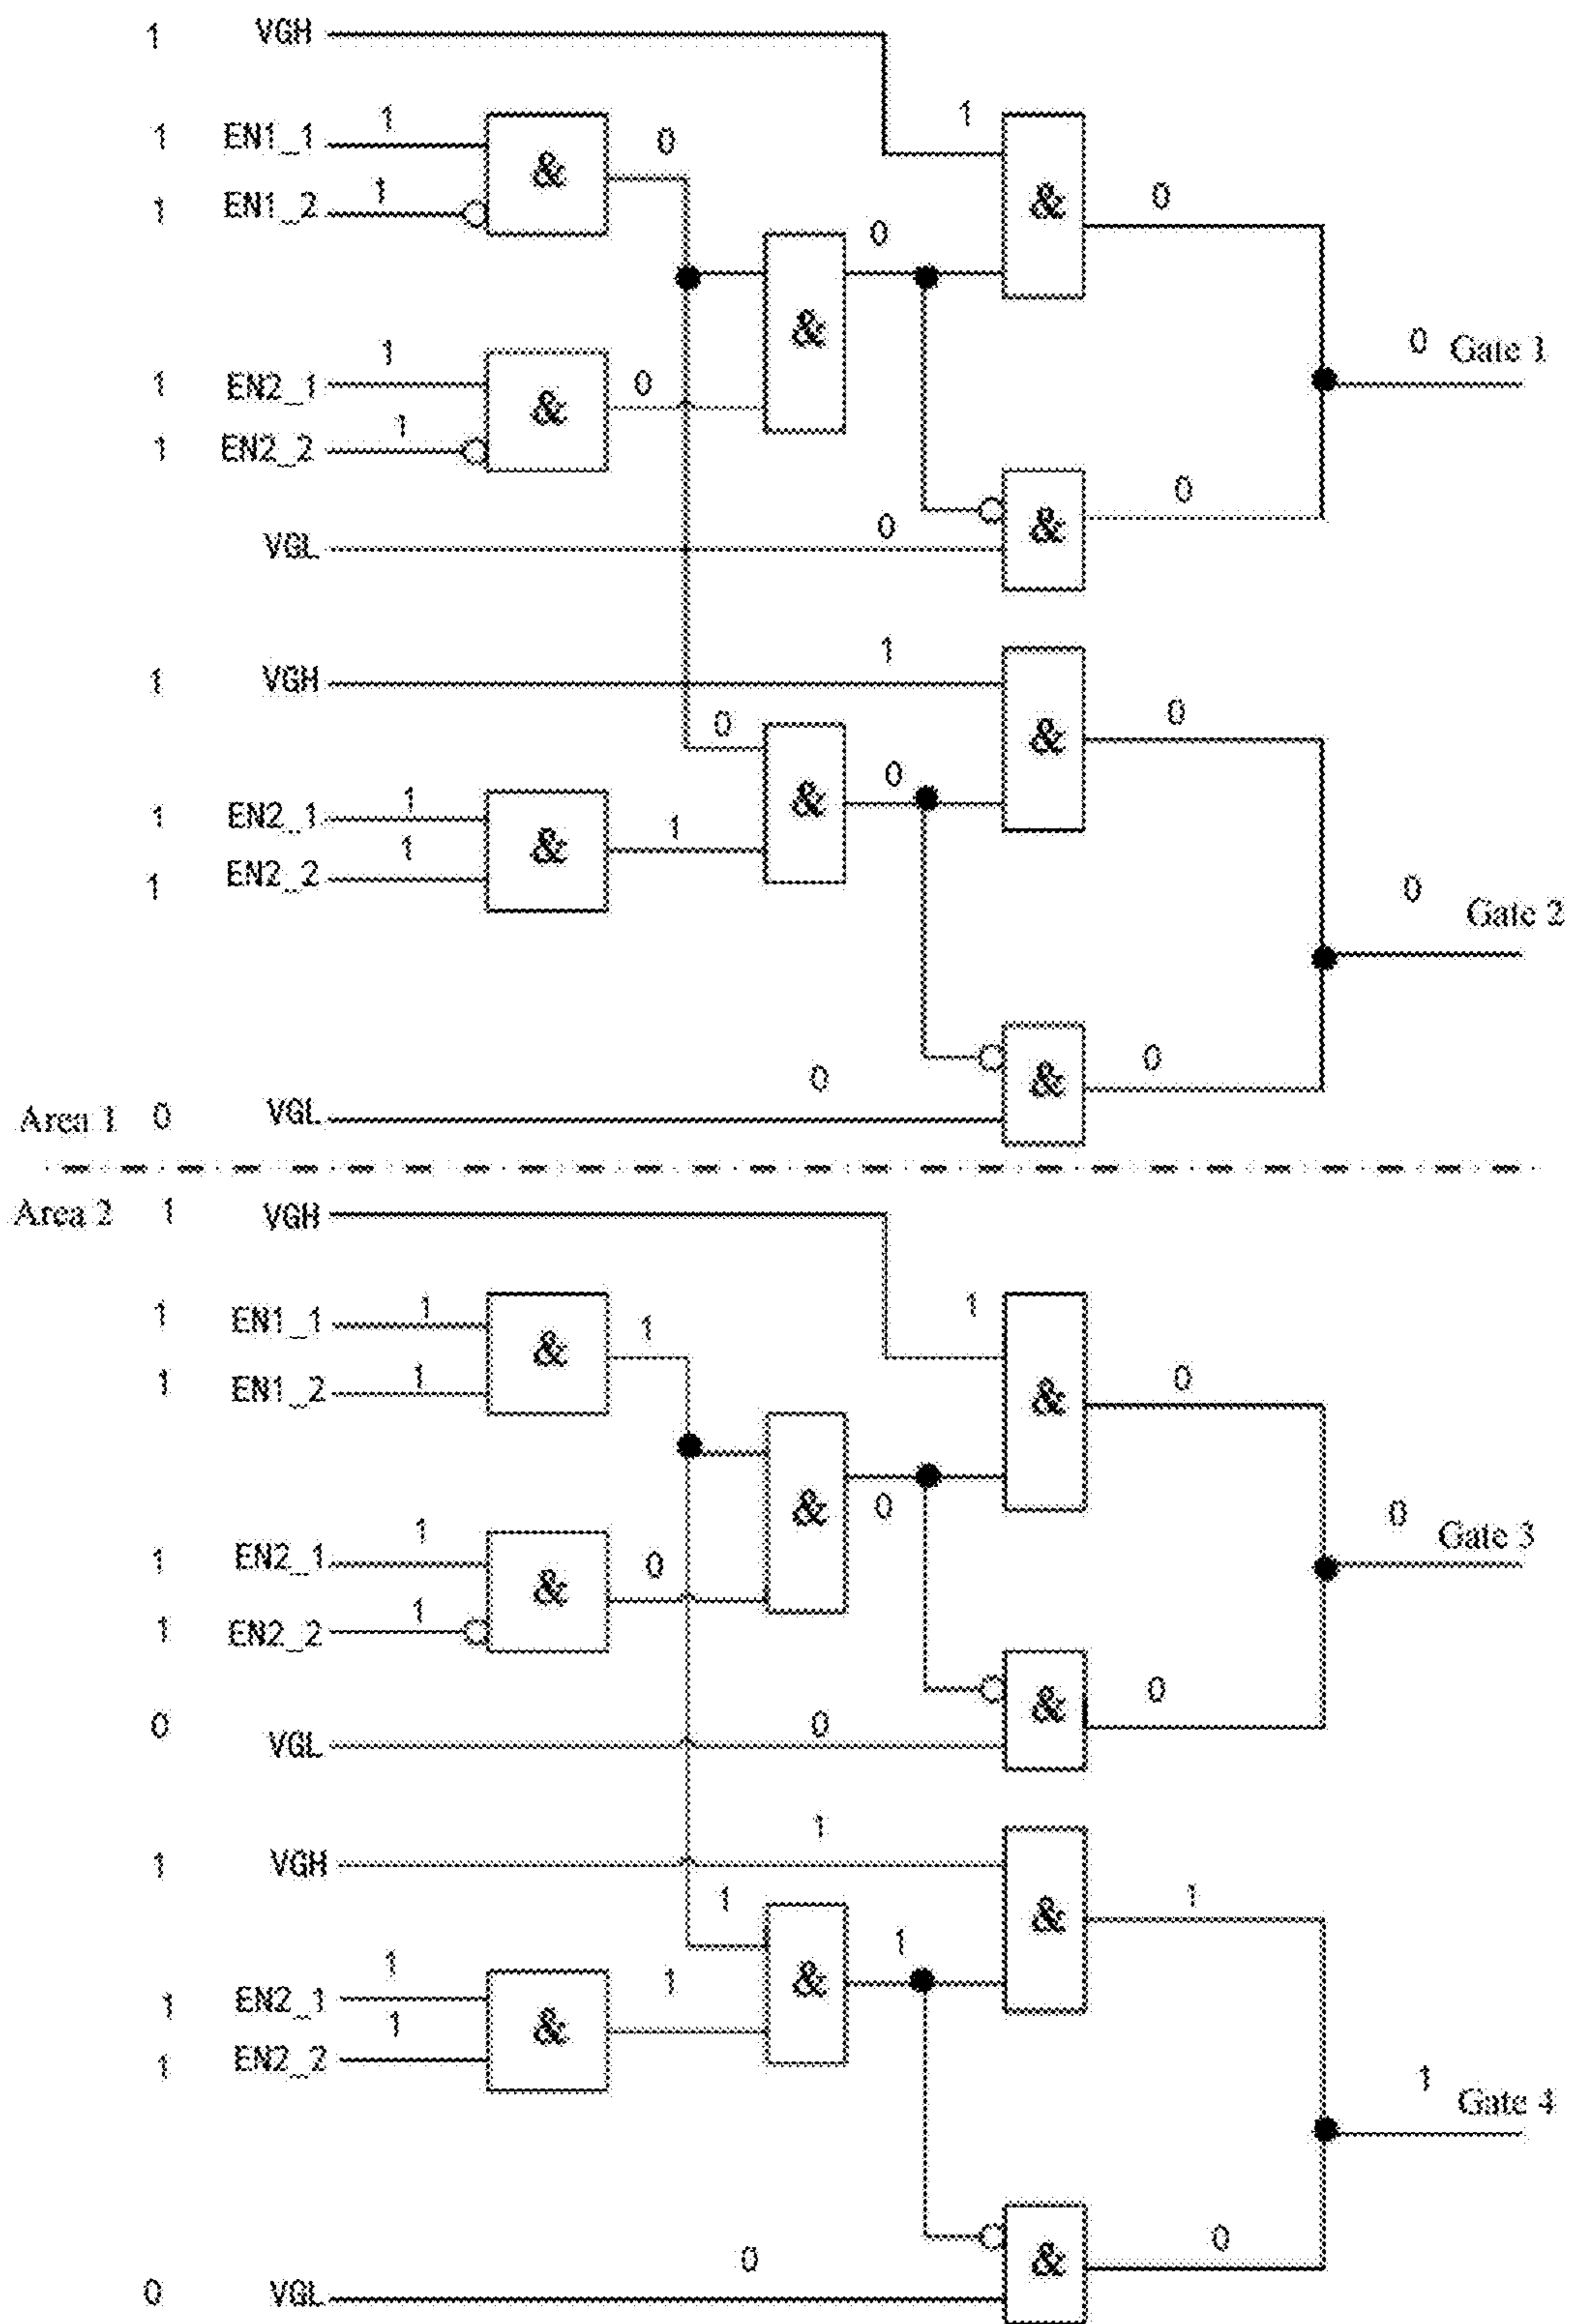 1 VGH
1 EN1_1 1 0 1
& &
1 EN1_2 1 0
0
&
1 EN2_1 1 0 0 Gate 1
&
1 EN2_2 1
0
VGL 0 &
1 VGH 1
0 0 &
0
1 EN2_1 1 &
& 1
1 EN2_2 1
0 Gate 2
0 0
&
Area 1 0 VGL
Area 2 1 VGH
1 EN1_1 1 1 1
&
1 EN1_2 1 0
&
&
0
1 EN2_1 1 0 0 Gate 3
&
1 EN2_2 1
0
0 VGL 0 &
1 VGH 1
1 1
&
1 1
&
1 EN2_1 1 1
&
1 EN2_2 1
1 Gate 4
0
0 &
0 VGL